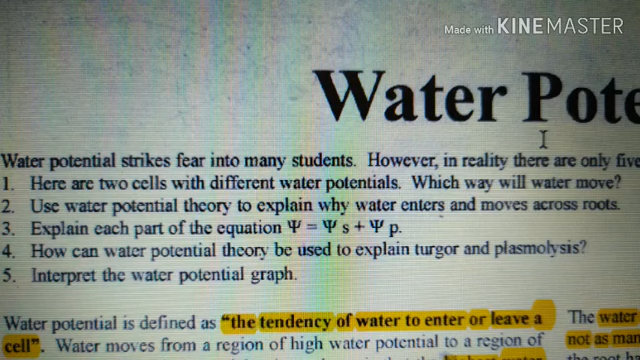 Made with KINEMASTER
Water Pote
Water potential strikes fear into many students. However, in reality there are only five
1. Here are two cells with different water potentials. Which way will water move?
2. Use water potential theory to explain why water enters and moves across roots.
3. Explain each part of the equation Ψ = Ψ s + Ψ p.
4. How can water potential theory be used to explain turgor and plasmolysis?
5. Interpret the water potential graph.
Water potential is defined as “the tendency of water to enter or leave a
cell”. Water moves from a region of high water potential to a region of
The water
not as man